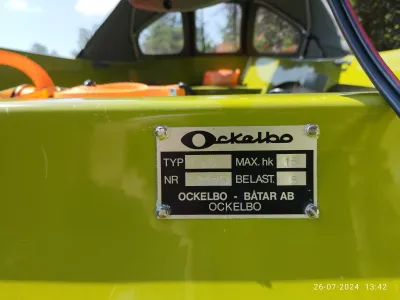 Ockelbo
TYP MAX. hk
NR BELAST.
OCKELBO - BÅTAR AB
OCKELBO
26-07-2024 13:42